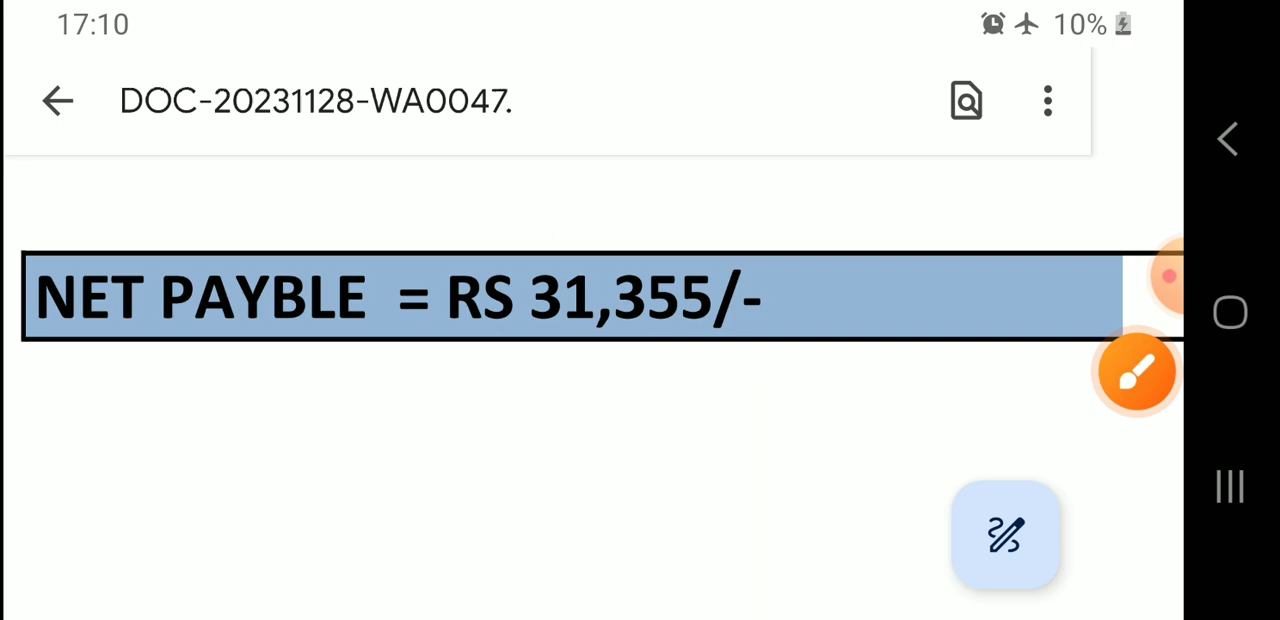 17:10
10%
DOC-20231128-WA0047.
NET PAYBLE = RS 31,355/-